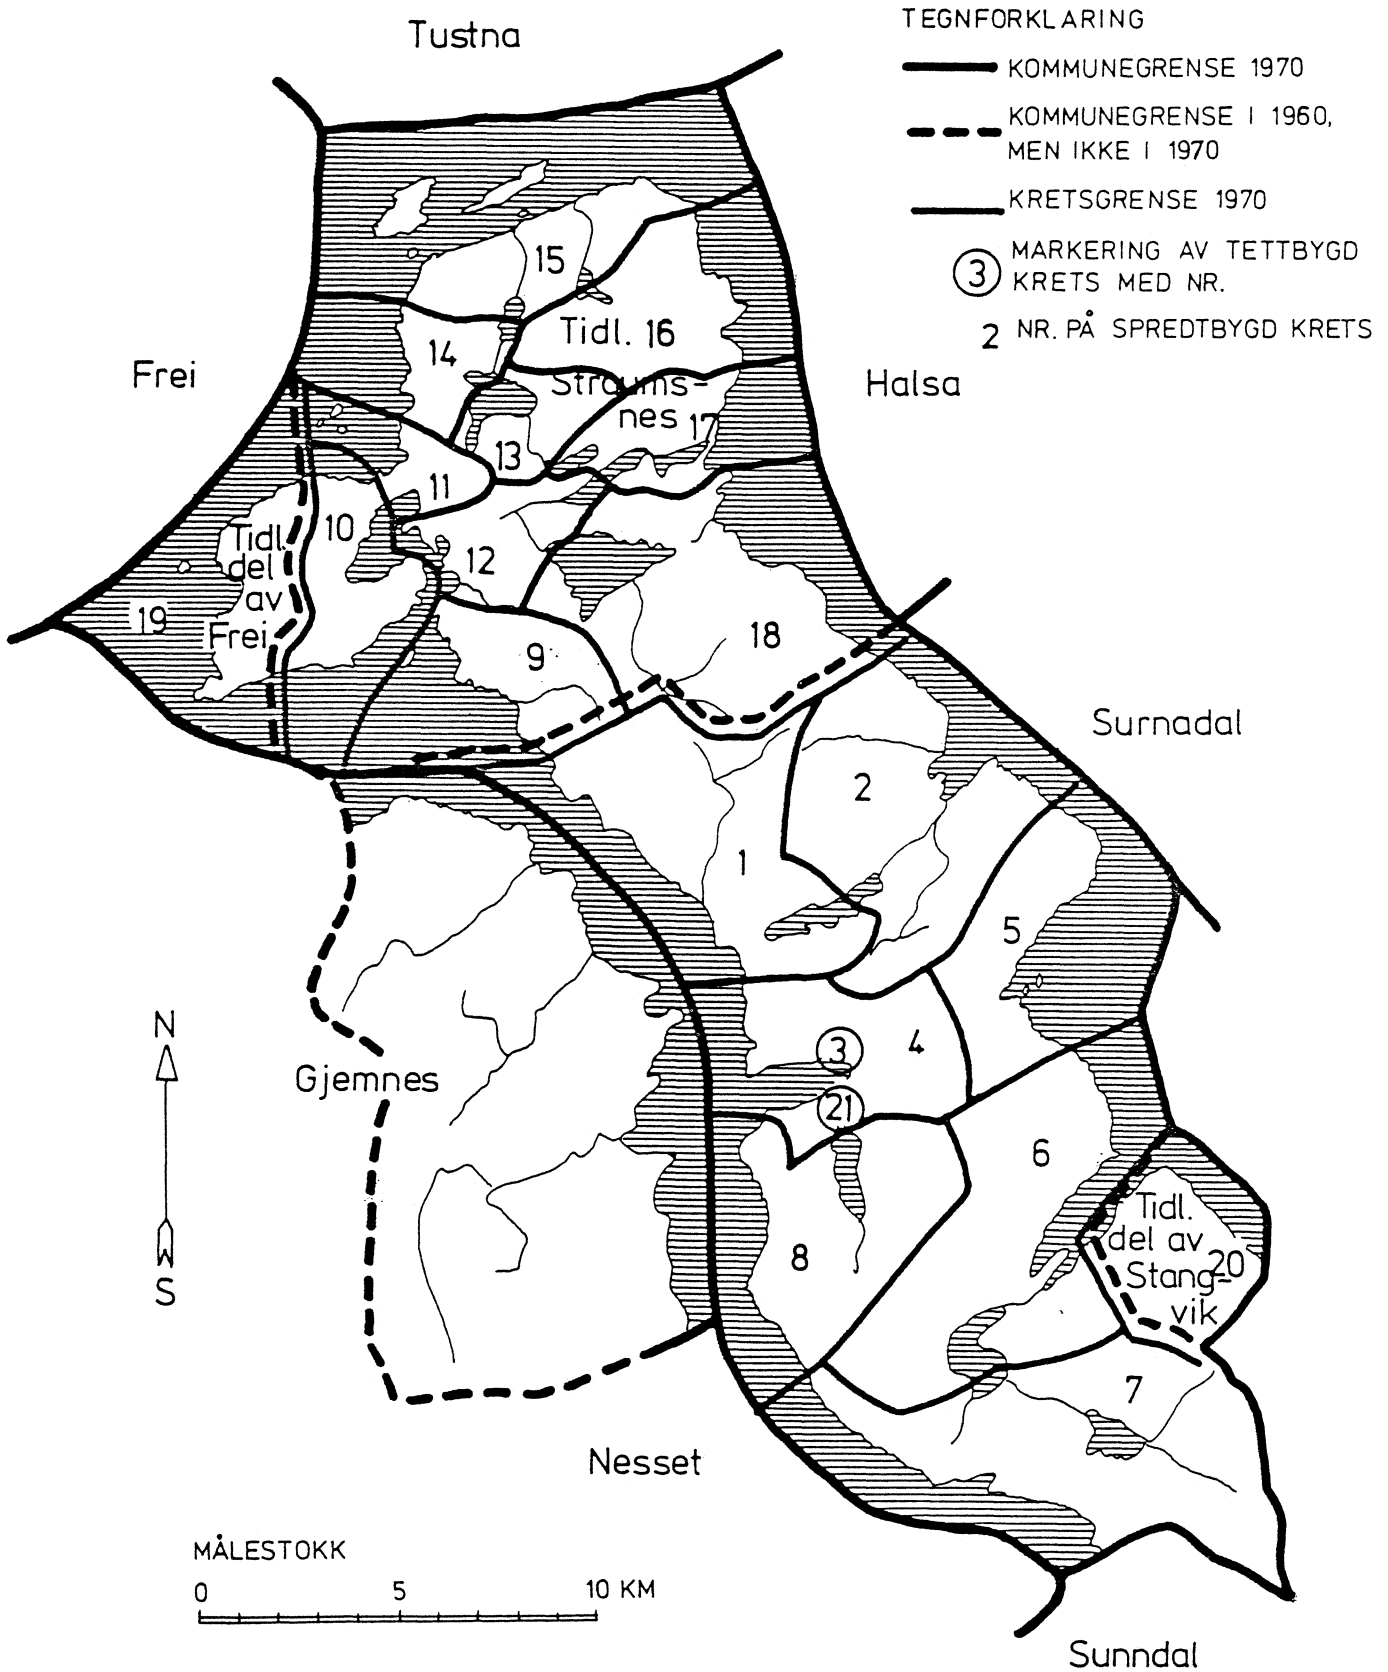 Tustna
TEGNFORKLARING
KOMMUNEGRENSE 1970
KOMMUNEGRENSE I 1960,
MEN IKKE I 1970
KRETSGRENSE 1970
3 MARKERING AV TETTBYGD
KRETS MED NR.
2 NR. PÅ SPREDTBYGD KRETS
15
Tidl. 16
14
Frei
Halsa
Straums-
nes 17
13
11
10
Tidl.
del
av
Frei
12
19
18
9
Surnadal
2
1
5
3
4
N
S
Gjemnes
21
6
Tidl.
del av
Stang-
vik
20
8
7
Nesset
MÅLESTOKK
0 5 10 KM
Sunndal